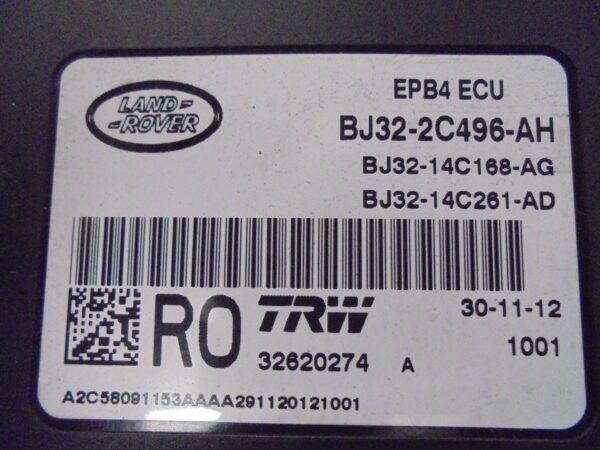 LAND-
-ROVER
EPB4 ECU
BJ32-2C496-AH
BJ32-14C168-AG
BJ32-14C261-AD
RO TRW 30-11-12
32620274 A 1001
A2C58091153AAAA291120121001